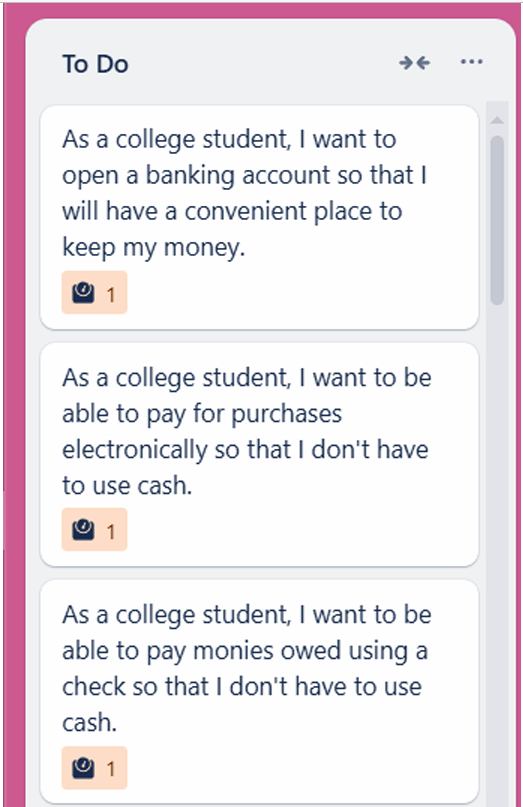 To Do
As a college student, I want to
open a banking account so that I
will have a convenient place to
keep my money.
1
As a college student, I want to be
able to pay for purchases
electronically so that I don't have
to use cash.
1
As a college student, I want to be
able to pay monies owed using a
check so that I don't have to use
cash.
1